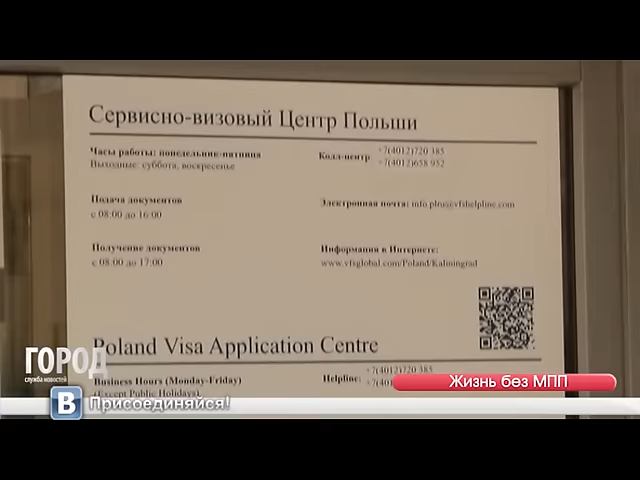 Сервисно-визовый Центр Польши
Часы работы: понедельник-пятница
Выходные: суббота, воскресенье
Колл-центр +7(4012)720 385
+7(4012)658 952
Подача документов
с 08:00 до 16:00
Электронная почта: info.plru@vfshelpline.com
Получение документов
с 08:00 до 17:00
Информация в Интернете:
www.vfsglobal.com/Poland/Kaliningrad
Poland Visa Application Centre
Business Hours (Monday-Friday)
(Except Public Holidays)
Helpline: +7(4012)720 385
ГОРОД
служба новостей
Жизнь без МПП
В Присоединяйся!